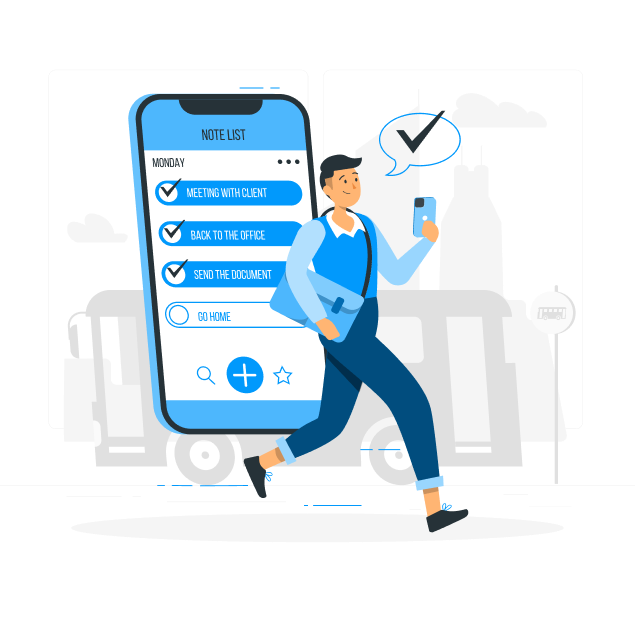 NOTE LIST
MONDAY
MEETING WITH CLIENT
BACK TO THE OFFICE
SEND THE DOCUMENT
GO HOME